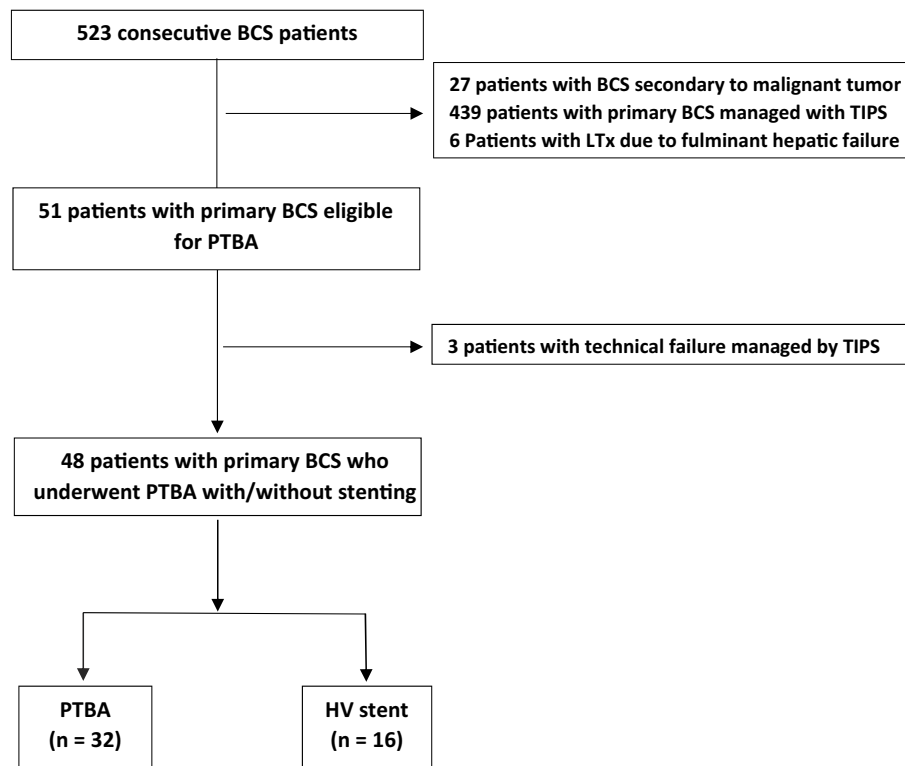 523 consecutive BCS patients
27 patients with BCS secondary to malignant tumor
439 patients with primary BCS managed with TIPS
6 Patients with LTx due to fulminant hepatic failure
51 patients with primary BCS eligible
for PTBA
3 patients with technical failure managed by TIPS
48 patients with primary BCS who
underwent PTBA with/without stenting
PTBA
(n = 32)
HV stent
(n = 16)